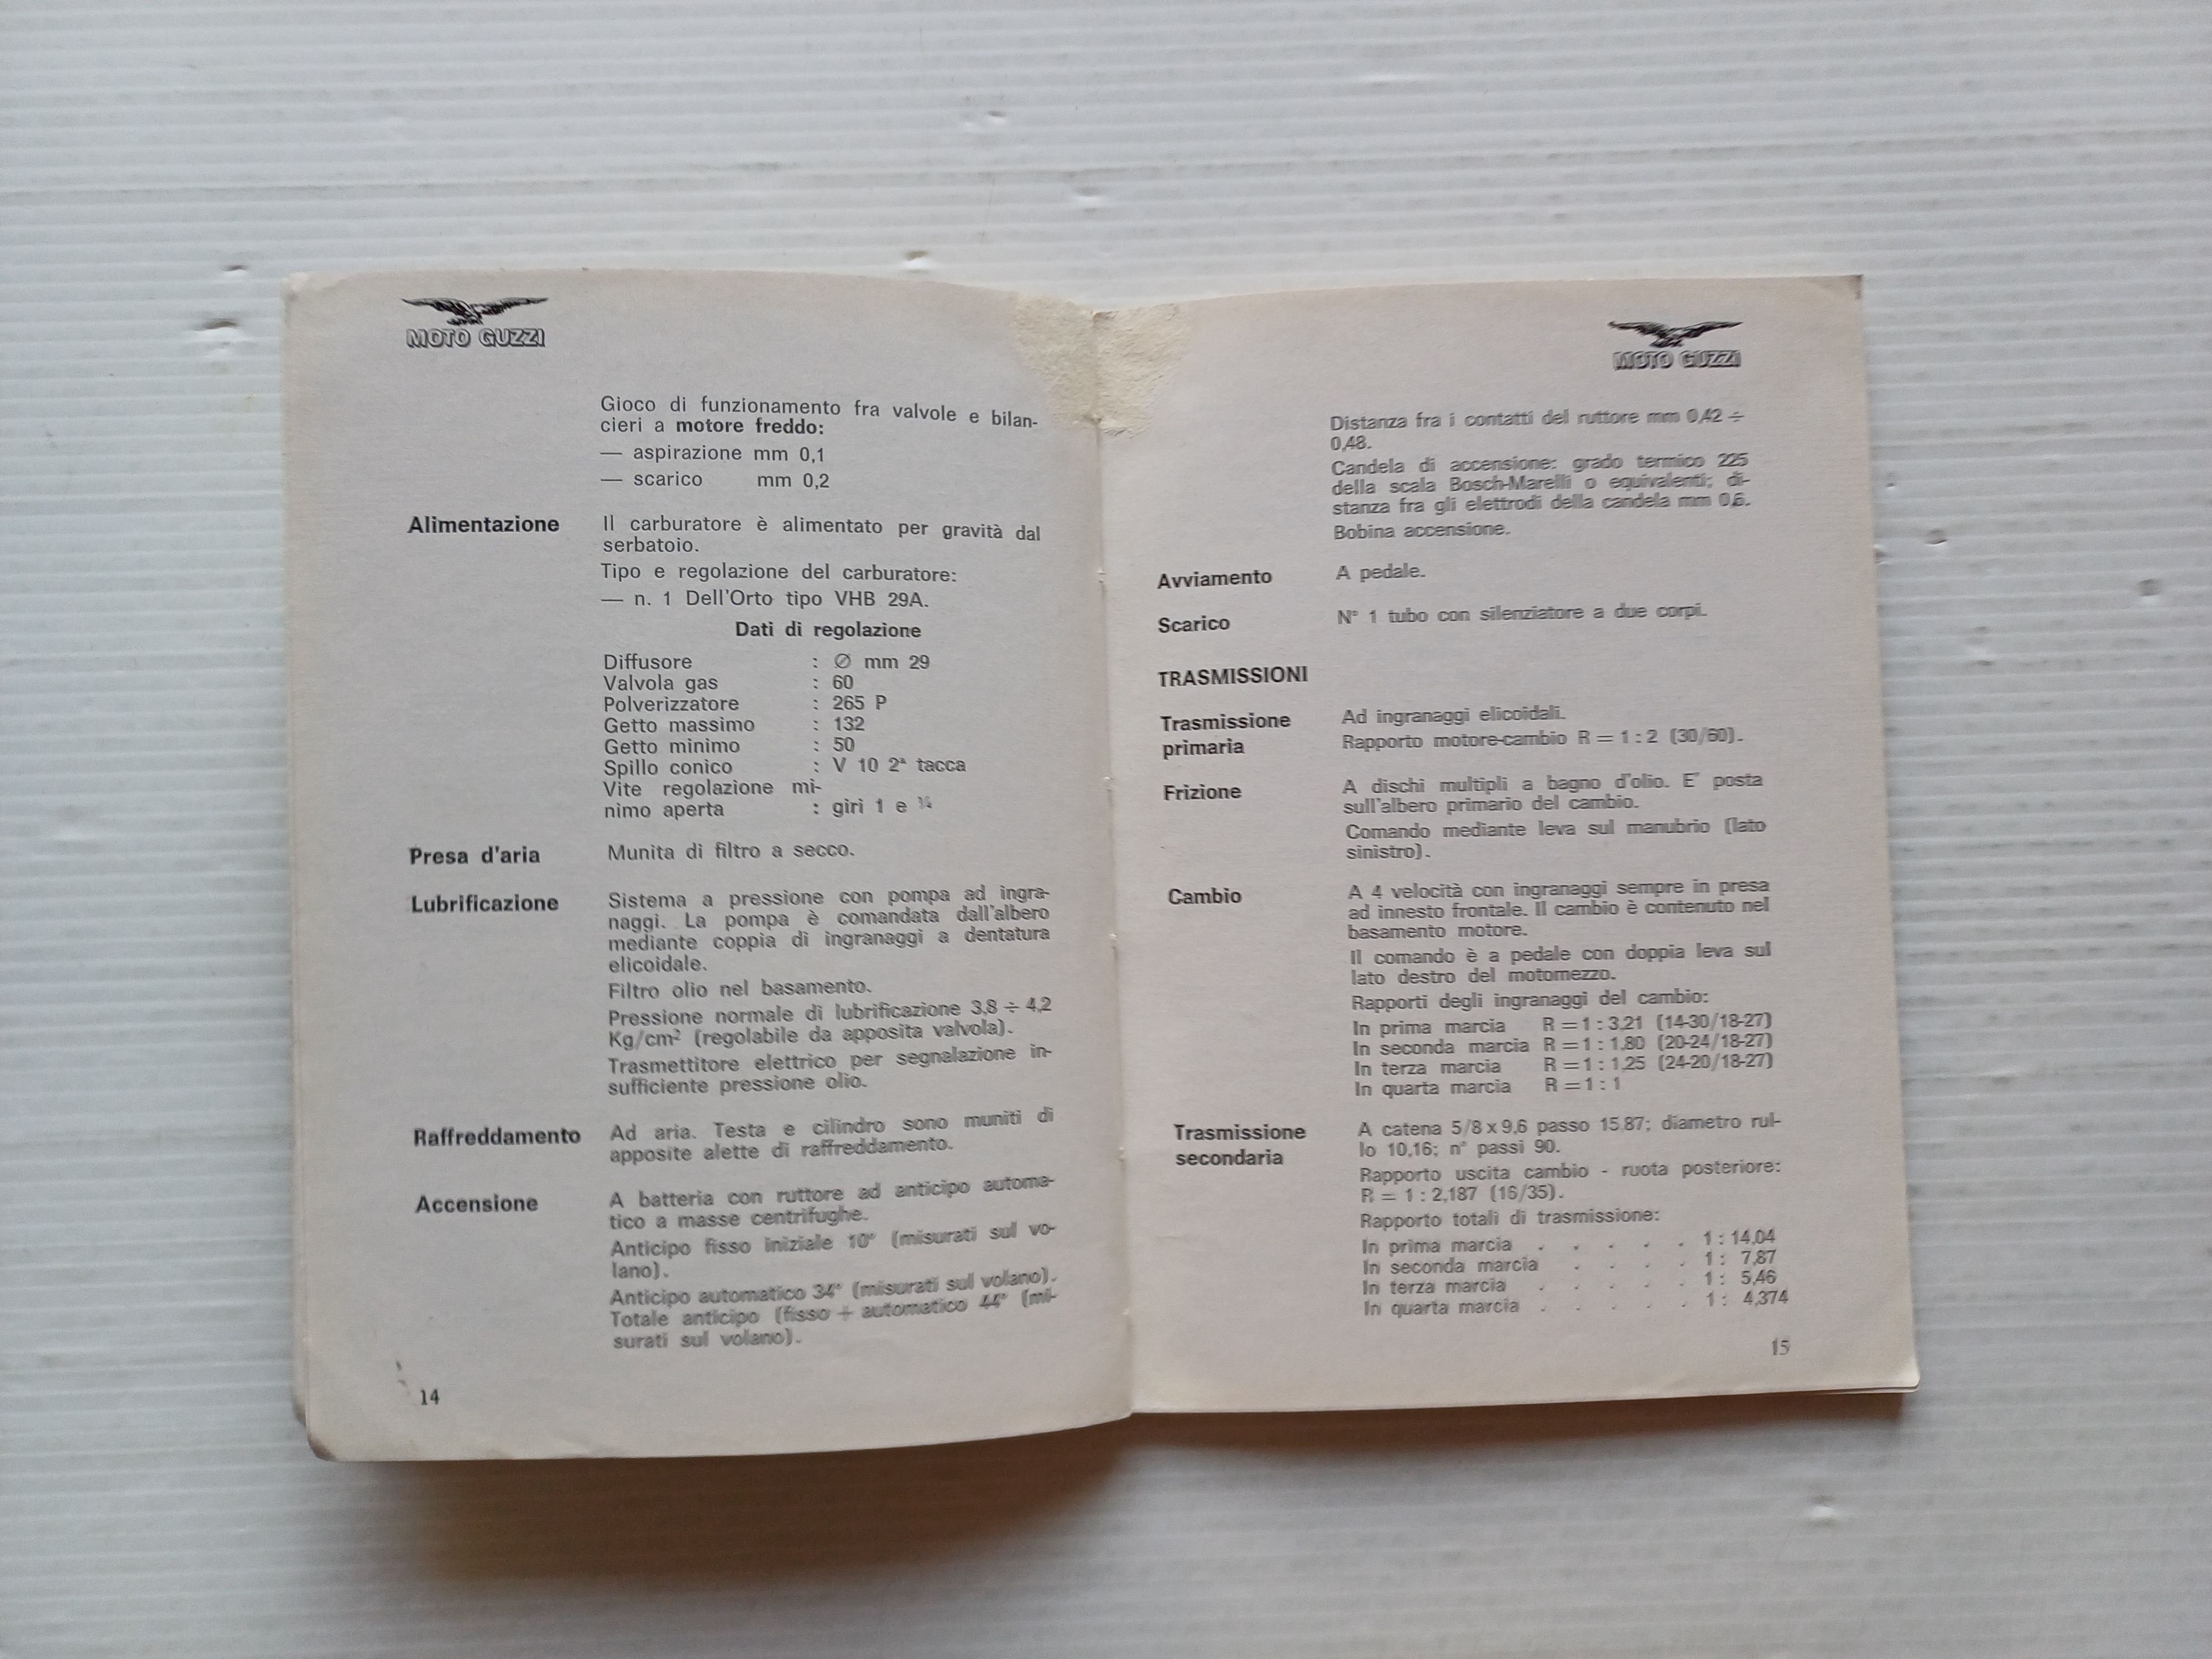 MOTO GUZZI
Gioco di funzionamento fra valvole e bilan-
cieri a motore freddo:
— aspirazione mm 0,1
— scarico mm 0,2
Alimentazione
Il carburatore è alimentato per gravità dal
serbatoio.
Tipo e regolazione del carburatore:
— n. 1 Dell'Orto tipo VHB 29A.
Dati di regolazione
Diffusore : Ø mm 29
Valvola gas : 60
Polverizzatore : 265 P
Getto massimo : 132
Getto minimo : 50
Spillo conico : V 10 2ª tacca
Vite regolazione mi-
nimo aperta : giri 1 e
Presa d'aria
Munita di filtro a secco.
Lubrificazione
Sistema a pressione con pompa ad ingra-
naggi. La pompa è comandata dall'albero
mediante coppia di ingranaggi a dentatura
elicoidale.
Filtro olio nel basamento.
Pressione normale di lubrificazione 3,8 ÷ 4,2
Kg/cm² (regolabile da apposita valvola).
Trasmettitore elettrico per segnalazione in-
sufficiente pressione olio.
Raffreddamento
Ad aria. Testa e cilindro sono muniti di
apposite alette di raffreddamento.
Accensione
A batteria con ruttore ad anticipo automa-
tico a masse centrifughe.
Anticipo fisso iniziale 10° (misurati sul vo-
lano).
Anticipo automatico 34° (misurati sul volano).
Totale anticipo (fisso + automatico 44° (mi-
surati sul volano).
14
MOTO GUZZI
Distanza fra i contatti del ruttore mm 0,42 ÷
0,48.
Candela di accensione: grado termico 225
della scala Bosch-Marelli o equivalenti; di-
stanza fra gli elettrodi della candela mm 0,6.
Bobina accensione.
Avviamento
A pedale.
Scarico
N° 1 tubo con silenziatore a due corpi.
TRASMISSIONI
Trasmissione
primaria
Ad ingranaggi elicoidali.
Rapporto motore-cambio R = 1 : 2 (30/60).
Frizione
A dischi multipli a bagno d'olio. E' posta
sull'albero primario del cambio.
Comando mediante leva sul manubrio (lato
sinistro).
Cambio
A 4 velocità con ingranaggi sempre in presa
ad innesto frontale. Il cambio è contenuto nel
basamento motore.
Il comando è a pedale con doppia leva sul
lato destro del motomezzo.
Rapporti degli ingranaggi del cambio:
In prima marcia R = 1 : 3,21 (14-30/18-27)
In seconda marcia R = 1 : 1,80 (20-24/18-27)
In terza marcia R = 1 : 1,25 (24-20/18-27)
In quarta marcia R = 1 : 1
Trasmissione
secondaria
A catena 5/8 x 9,6 passo 15,87; diametro rul-
lo 10,16; n° passi 90.
Rapporto uscita cambio - ruota posteriore:
R = 1 : 2,187 (16/35).
Rapporto totali di trasmissione:
In prima marcia . . . . . 1 : 14,04
In seconda marcia . . . . 1 : 7,87
In terza marcia . . . . . 1 : 5,46
In quarta marcia . . . . . 1 : 4,374
15